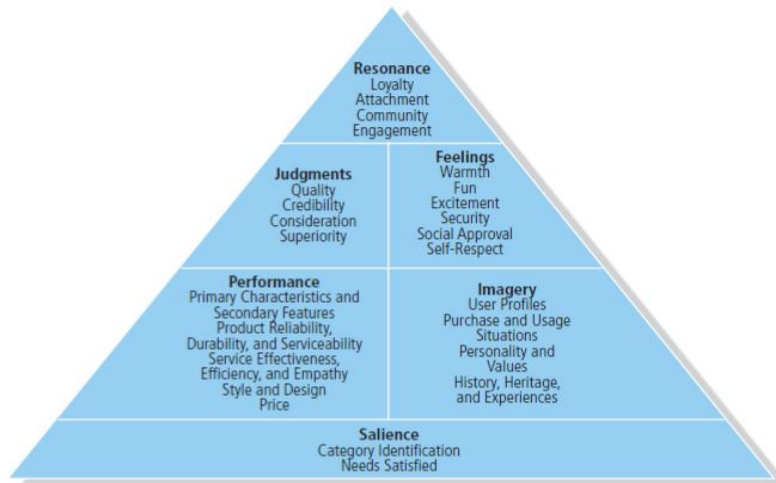 Resonance
Loyalty
Attachment
Community
Engagement
Judgments
Quality
Credibility
Consideration
Superiority
Feelings
Warmth
Fun
Excitement
Security
Social Approval
Self-Respect
Performance
Primary Characteristics and
Secondary Features
Product Reliability,
Durability, and Serviceability
Service Effectiveness,
Efficiency, and Empathy
Style and Design
Price
Imagery
User Profiles
Purchase and Usage
Situations
Personality and
Values
History, Heritage,
and Experiences
Salience
Category Identification
Needs Satisfied